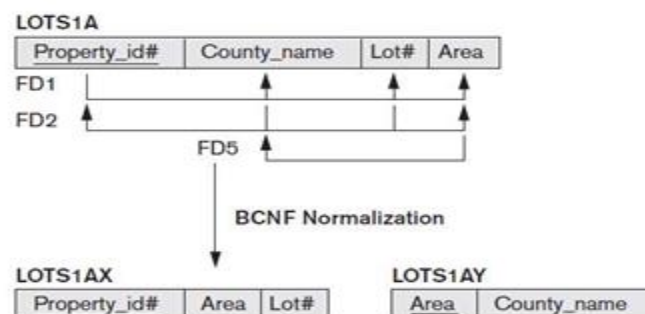 LOTS1A
Property_id# County_name Lot# Area
FD1
FD2
FD5
BCNF Normalization
LOTS1AX LOTS1AY
Property_id# Area Lot# Area County_name